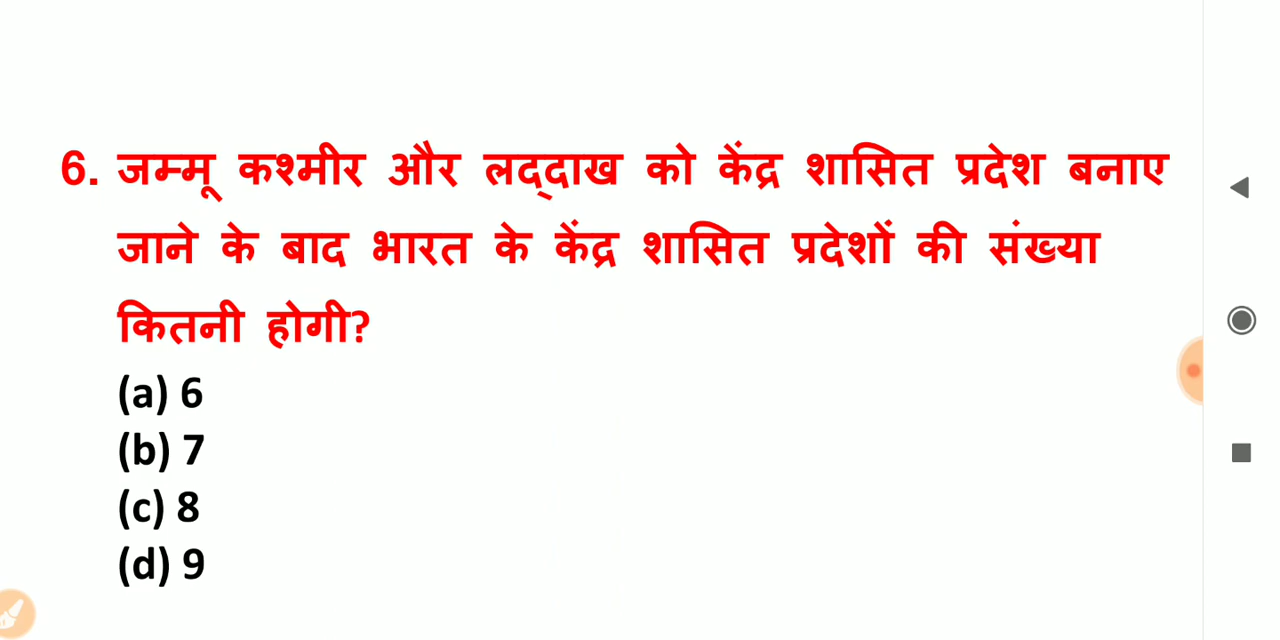 6. जम्मू कश्मीर और लद्दाख को केंद्र शासित प्रदेश बनाए
जाने के बाद भारत के केंद्र शासित प्रदेशों की संख्या
कितनी होगी?
(a) 6
(b) 7
(c) 8
(d) 9